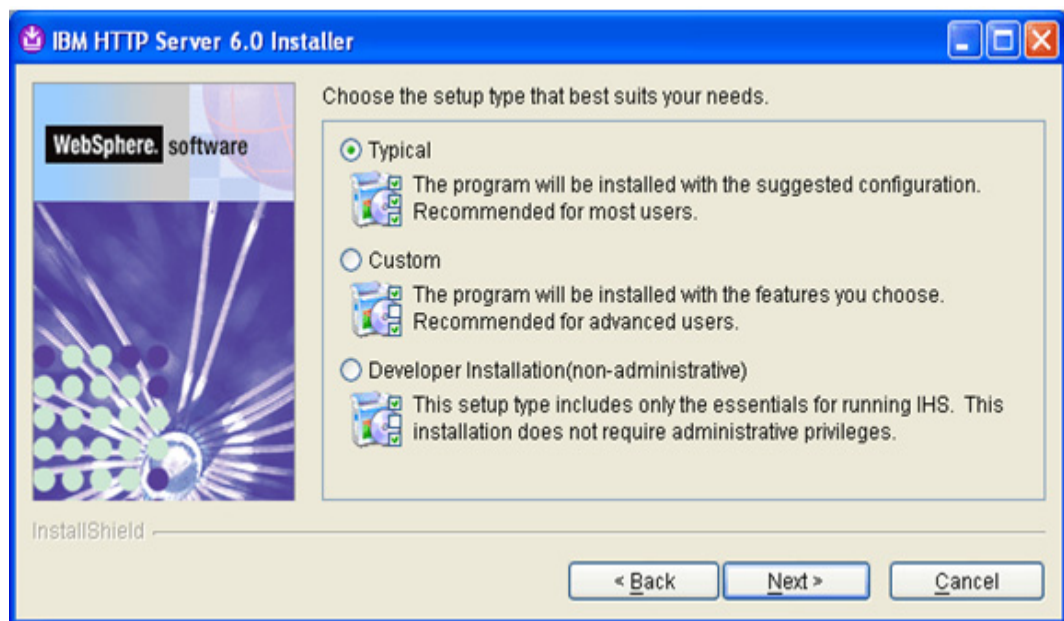 IBM HTTP Server 6.0 Installer
WebSphere. software
Choose the setup type that best suits your needs.
Typical
The program will be installed with the suggested configuration.
Recommended for most users.
Custom
The program will be installed with the features you choose.
Recommended for advanced users.
Developer Installation(non-administrative)
This setup type includes only the essentials for running IHS. This
installation does not require administrative privileges.
InstallShield
< Back
Next >
Cancel